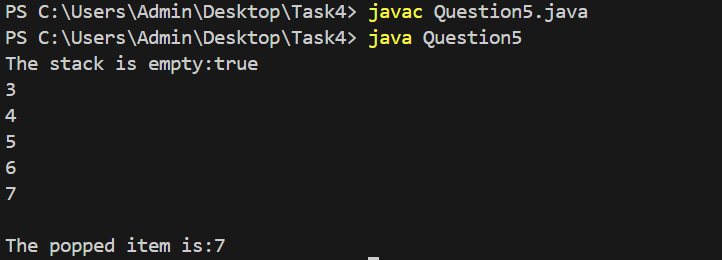 PS C:\Users\Admin\Desktop\Task4> javac Question5.java
PS C:\Users\Admin\Desktop\Task4> java Question5
The stack is empty:true
3
4
5
6
7
The popped item is:7